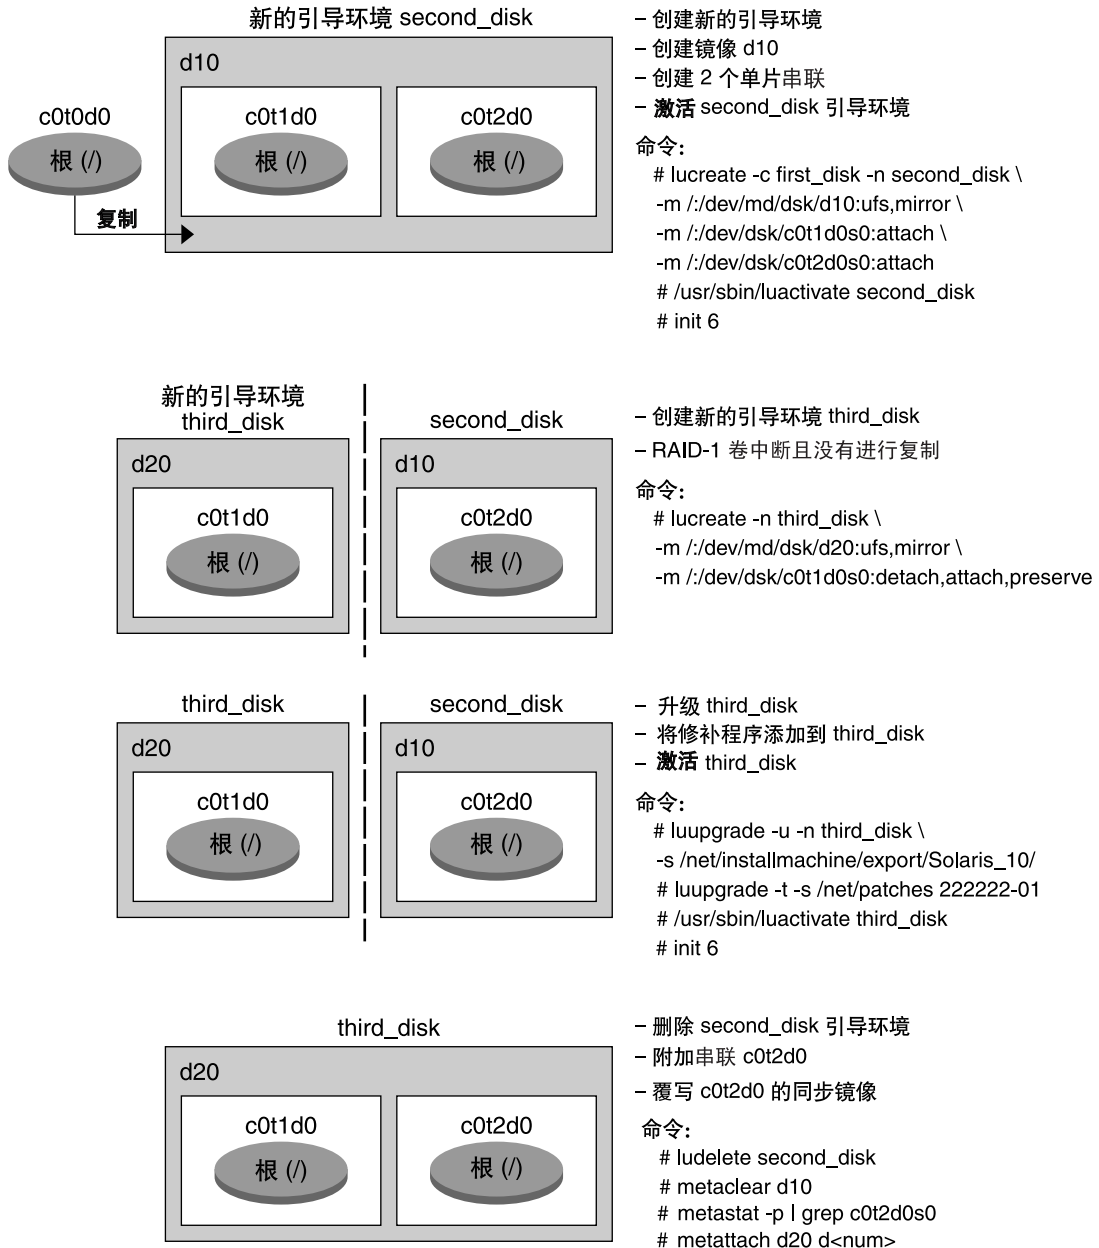 新的引导环境 second_disk
d10
c0t0d0
根 (/)
复制
c0t1d0
根 (/)
c0t2d0
根 (/)
– 创建新的引导环境
– 创建镜像 d10
– 创建 2 个单片串联
– 激活 second_disk 引导环境
命令:
# lucreate -c first_disk -n second_disk \
-m /:/dev/md/dsk/d10:ufs,mirror \
-m /:/dev/dsk/c0t1d0s0:attach \
-m /:/dev/dsk/c0t2d0s0:attach
# /usr/sbin/luactivate second_disk
# init 6
新的引导环境
third_disk
d20
c0t1d0
根 (/)
second_disk
d10
c0t2d0
根 (/)
– 创建新的引导环境 third_disk
– RAID-1 卷中断且没有进行复制
命令:
# lucreate -n third_disk \
-m /:/dev/md/dsk/d20:ufs,mirror \
-m /:/dev/dsk/c0t1d0s0:detach,attach,preserve
third_disk
d20
c0t1d0
根 (/)
second_disk
d10
c0t2d0
根 (/)
– 升级 third_disk
– 将修补程序添加到 third_disk
– 激活 third_disk
命令:
# luupgrade -u -n third_disk \
-s /net/installmachine/export/Solaris_10/
# luupgrade -t -s /net/patches 222222-01
# /usr/sbin/luactivate third_disk
# init 6
third_disk
d20
c0t1d0
根 (/)
c0t2d0
根 (/)
– 删除 second_disk 引导环境
– 附加串联 c0t2d0
– 覆写 c0t2d0 的同步镜像
命令:
# ludelete second_disk
# metaclear d10
# metastat -p | grep c0t2d0s0
# metattach d20 d<num>